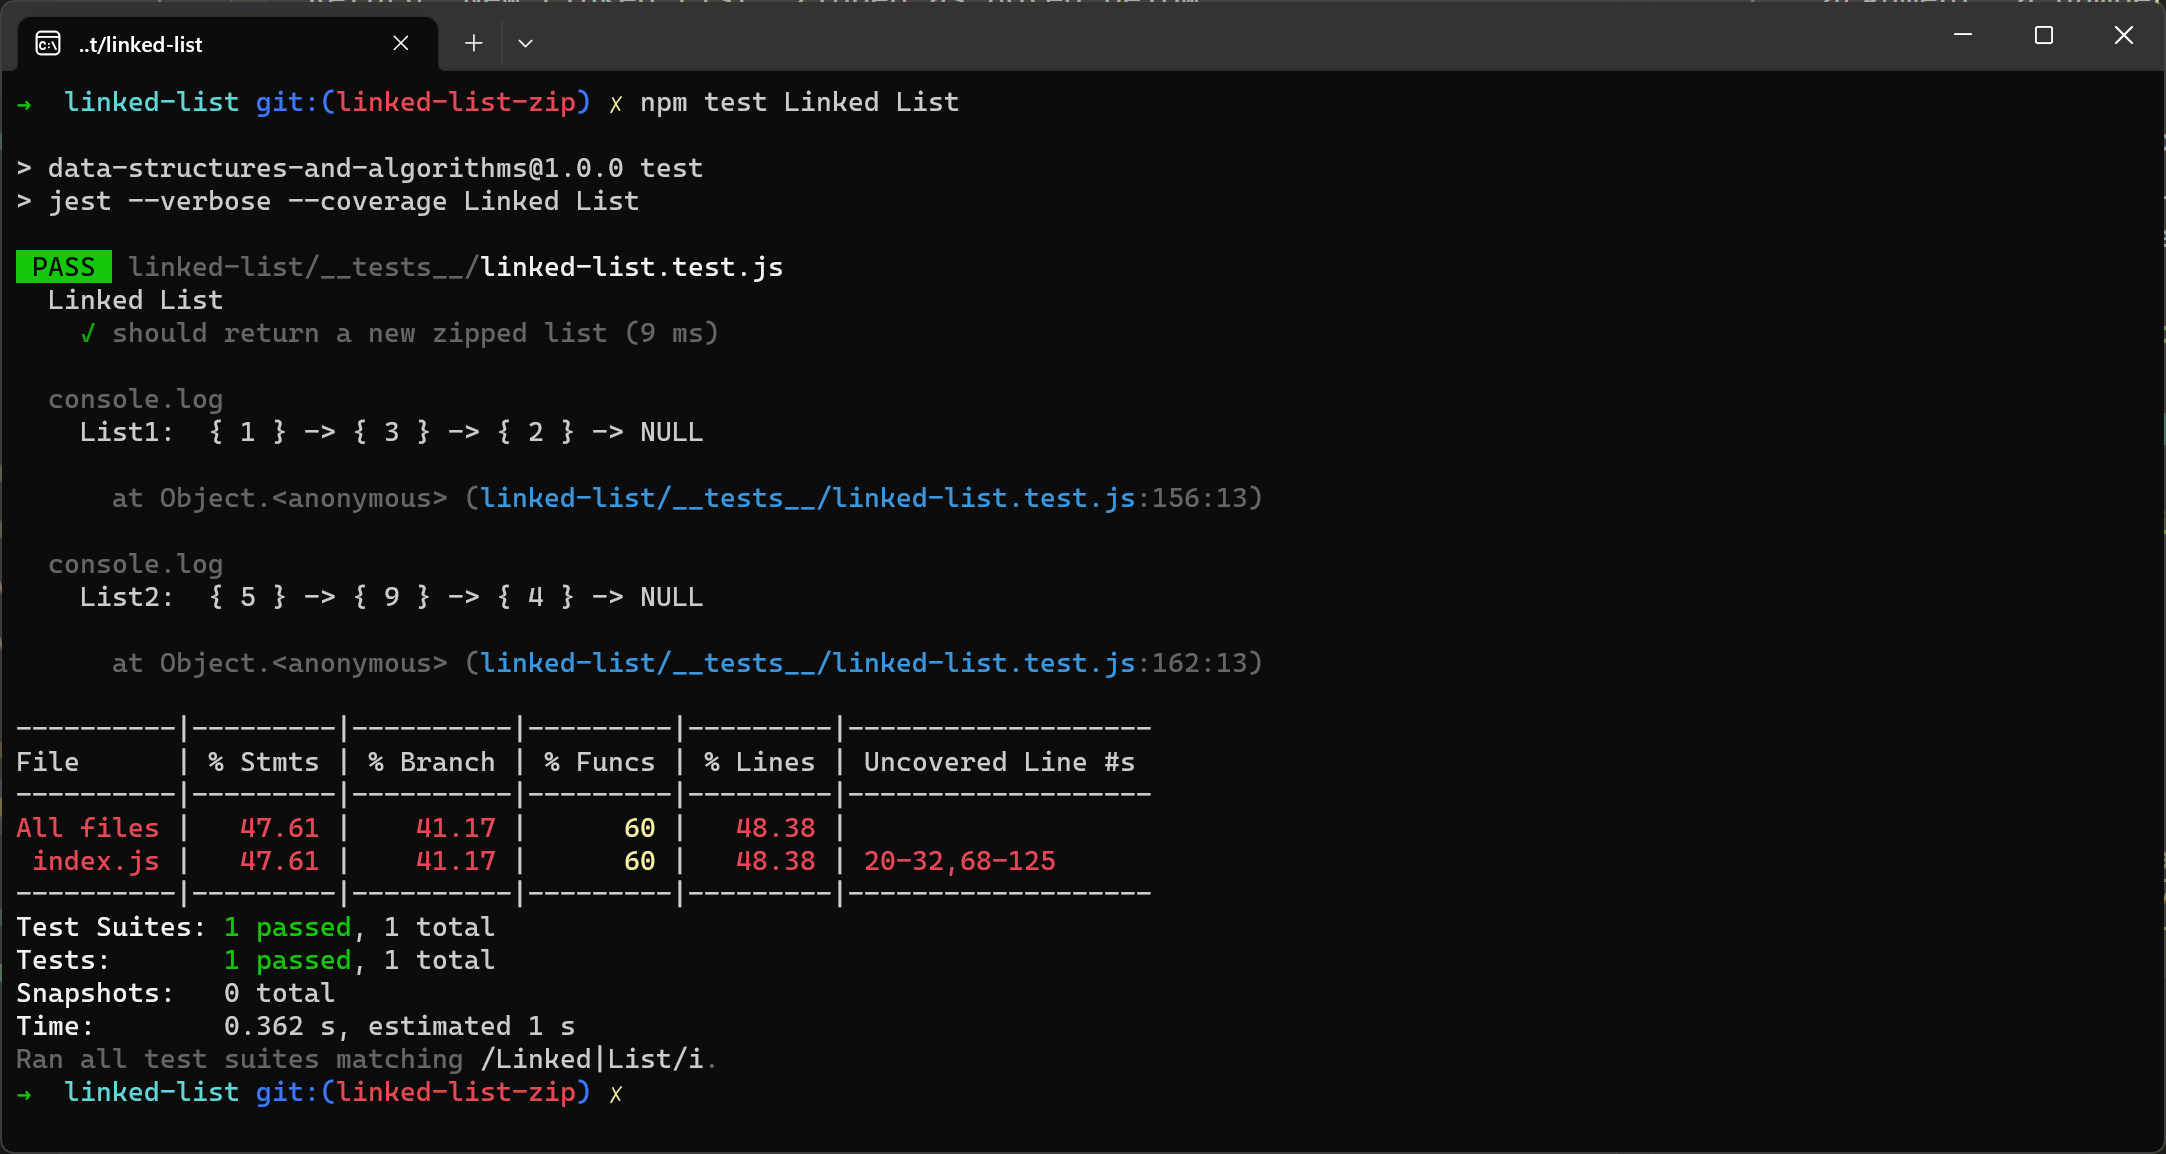 ..t/linked-list
→ linked-list git:(linked-list-zip) ✗ npm test Linked List
> data-structures-and-algorithms@1.0.0 test
> jest --verbose --coverage Linked List
PASS linked-list/__tests__/linked-list.test.js
Linked List
√ should return a new zipped list (9 ms)
console.log
List1:  { 1 } -> { 3 } -> { 2 } -> NULL
at Object.<anonymous> (linked-list/__tests__/linked-list.test.js:156:13)
console.log
List2:  { 5 } -> { 9 } -> { 4 } -> NULL
at Object.<anonymous> (linked-list/__tests__/linked-list.test.js:162:13)
----------|---------|----------|---------|---------|-------------------
File      | % Stmts | % Branch | % Funcs | % Lines | Uncovered Line #s
----------|---------|----------|---------|---------|-------------------
All files |   47.61 |    41.17 |      60 |   48.38 |
index.js |   47.61 |    41.17 |      60 |   48.38 | 20-32,68-125
----------|---------|----------|---------|---------|-------------------
Test Suites: 1 passed, 1 total
Tests:       1 passed, 1 total
Snapshots:   0 total
Time:        0.362 s, estimated 1 s
Ran all test suites matching /Linked|List/i.
→ linked-list git:(linked-list-zip) ✗